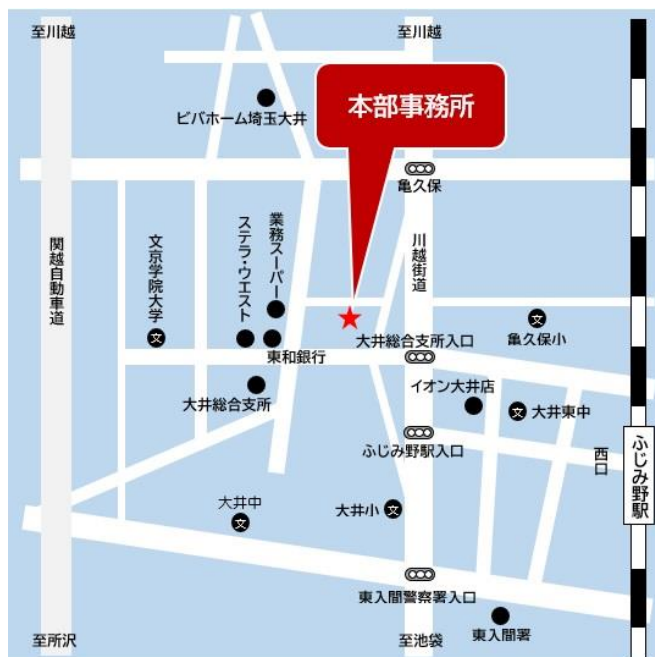 至川越
至川越
ビバホーム埼玉大井
本部事務所
亀久保
関越自動車道
文京学院大学
文
ステラ・ウエスト
業務スーパー
川越街道
東和銀行
大井総合支所入口
文
亀久保小
大井総合支所
イオン大井店
文
大井東中
ふじみ野駅入口
西口
ふじみ野駅
大井中
文
大井小
文
東入間警察署入口
東入間署
至所沢
至池袋